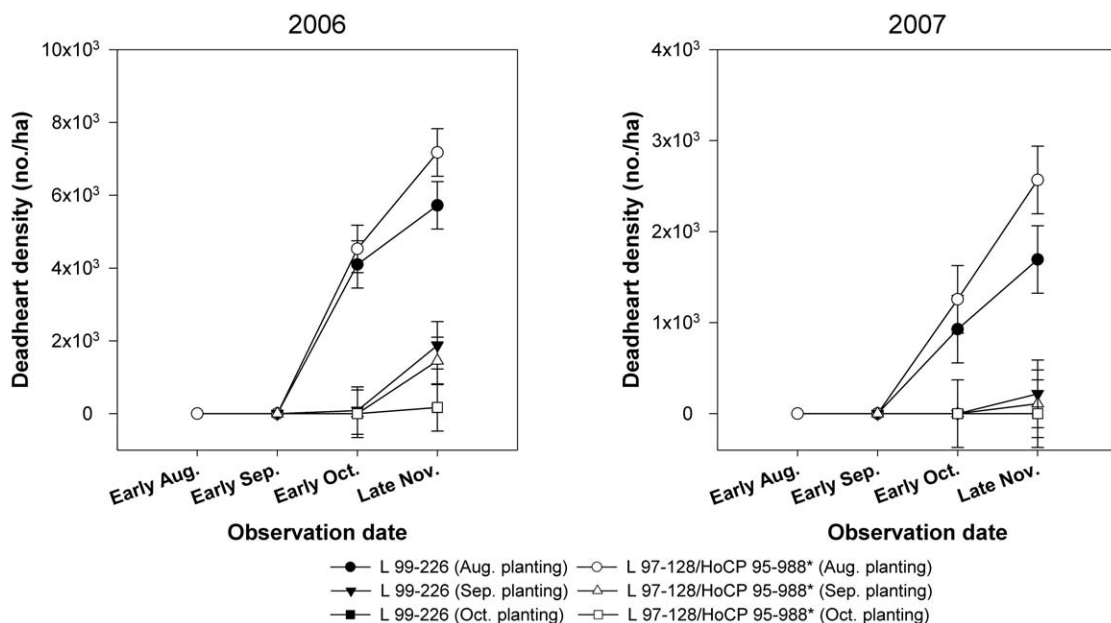 2006
2007
Deadheart density (no./ha)
10x10³
8x10³
6x10³
4x10³
2x10³
0
Early Aug.
Early Sep.
Early Oct.
Late Nov.
Observation date
Deadheart density (no./ha)
4x10³
3x10³
2x10³
1x10³
0
Early Aug.
Early Sep.
Early Oct.
Late Nov.
Observation date
L 99-226 (Aug. planting) L 97-128/HoCP 95-988* (Aug. planting)
L 99-226 (Sep. planting) L 97-128/HoCP 95-988* (Sep. planting)
L 99-226 (Oct. planting) L 97-128/HoCP 95-988* (Oct. planting)